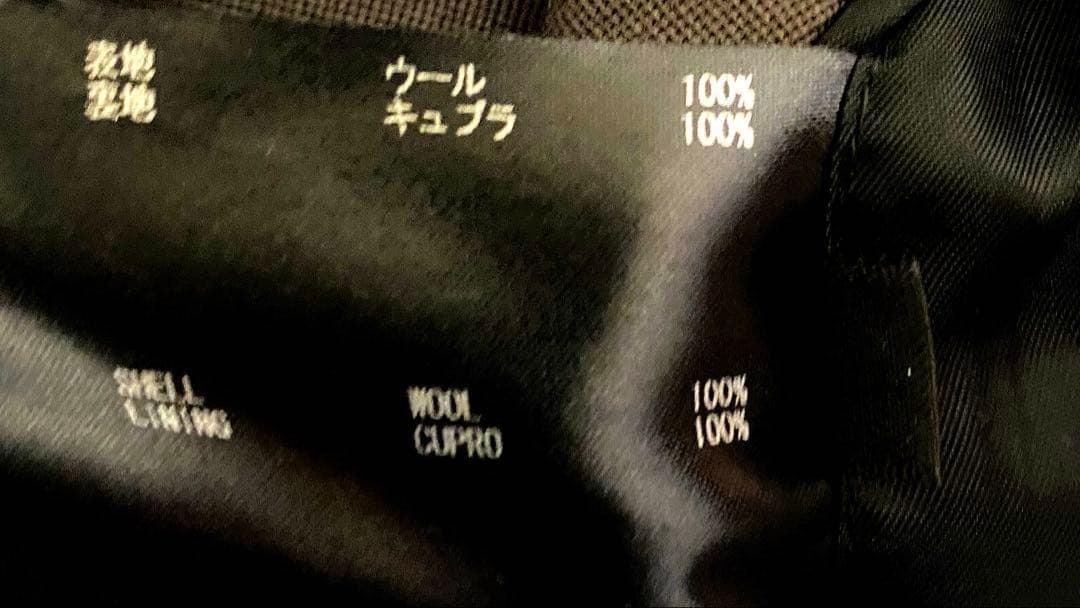 表地 ウール 100%
裏地 キュプラ 100%
SHELL WOOL 100%
LINING CUPRO 100%